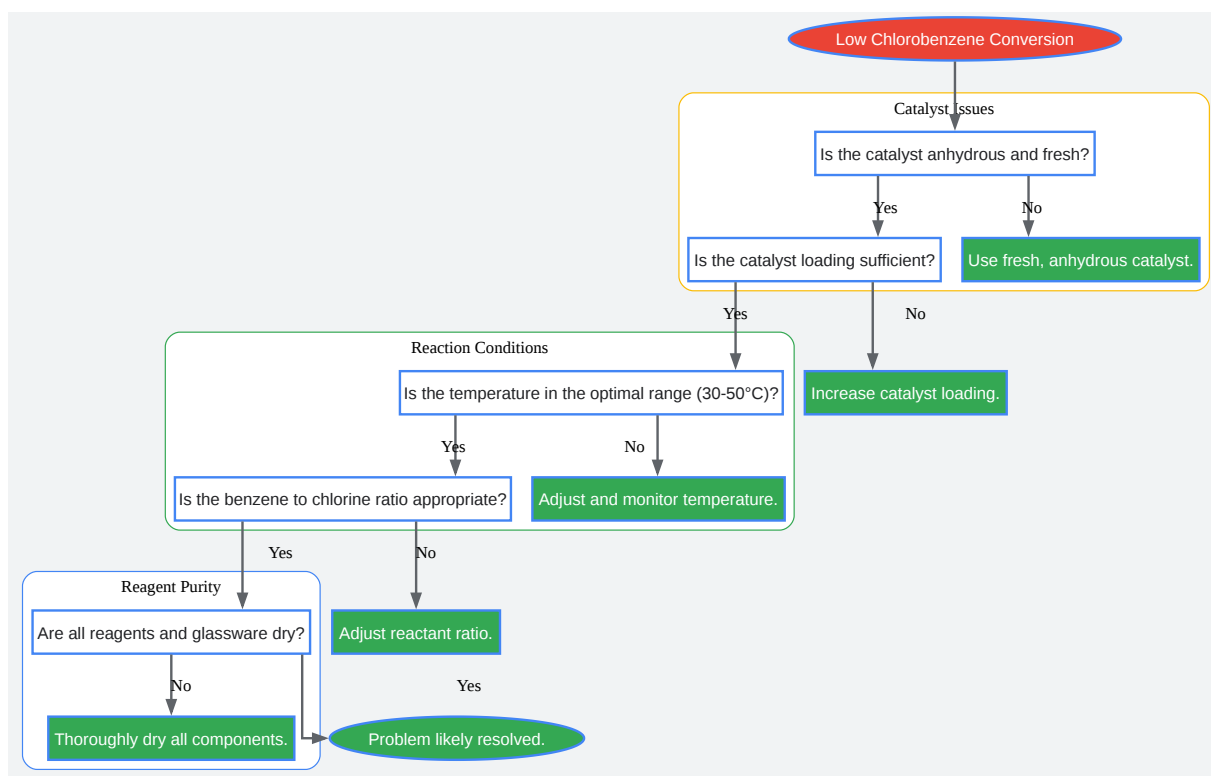 Low Chlorobenzene Conversion
Catalyst Issues
Is the catalyst anhydrous and fresh?
Yes
No
Is the catalyst loading sufficient?
Use fresh, anhydrous catalyst.
Yes
No
Reaction Conditions
Is the temperature in the optimal range (30-50°C)?
Increase catalyst loading.
Yes
No
Is the benzene to chlorine ratio appropriate?
Adjust and monitor temperature.
Yes
No
Reagent Purity
Are all reagents and glassware dry?
Adjust reactant ratio.
No
Yes
Thoroughly dry all components.
Problem likely resolved.